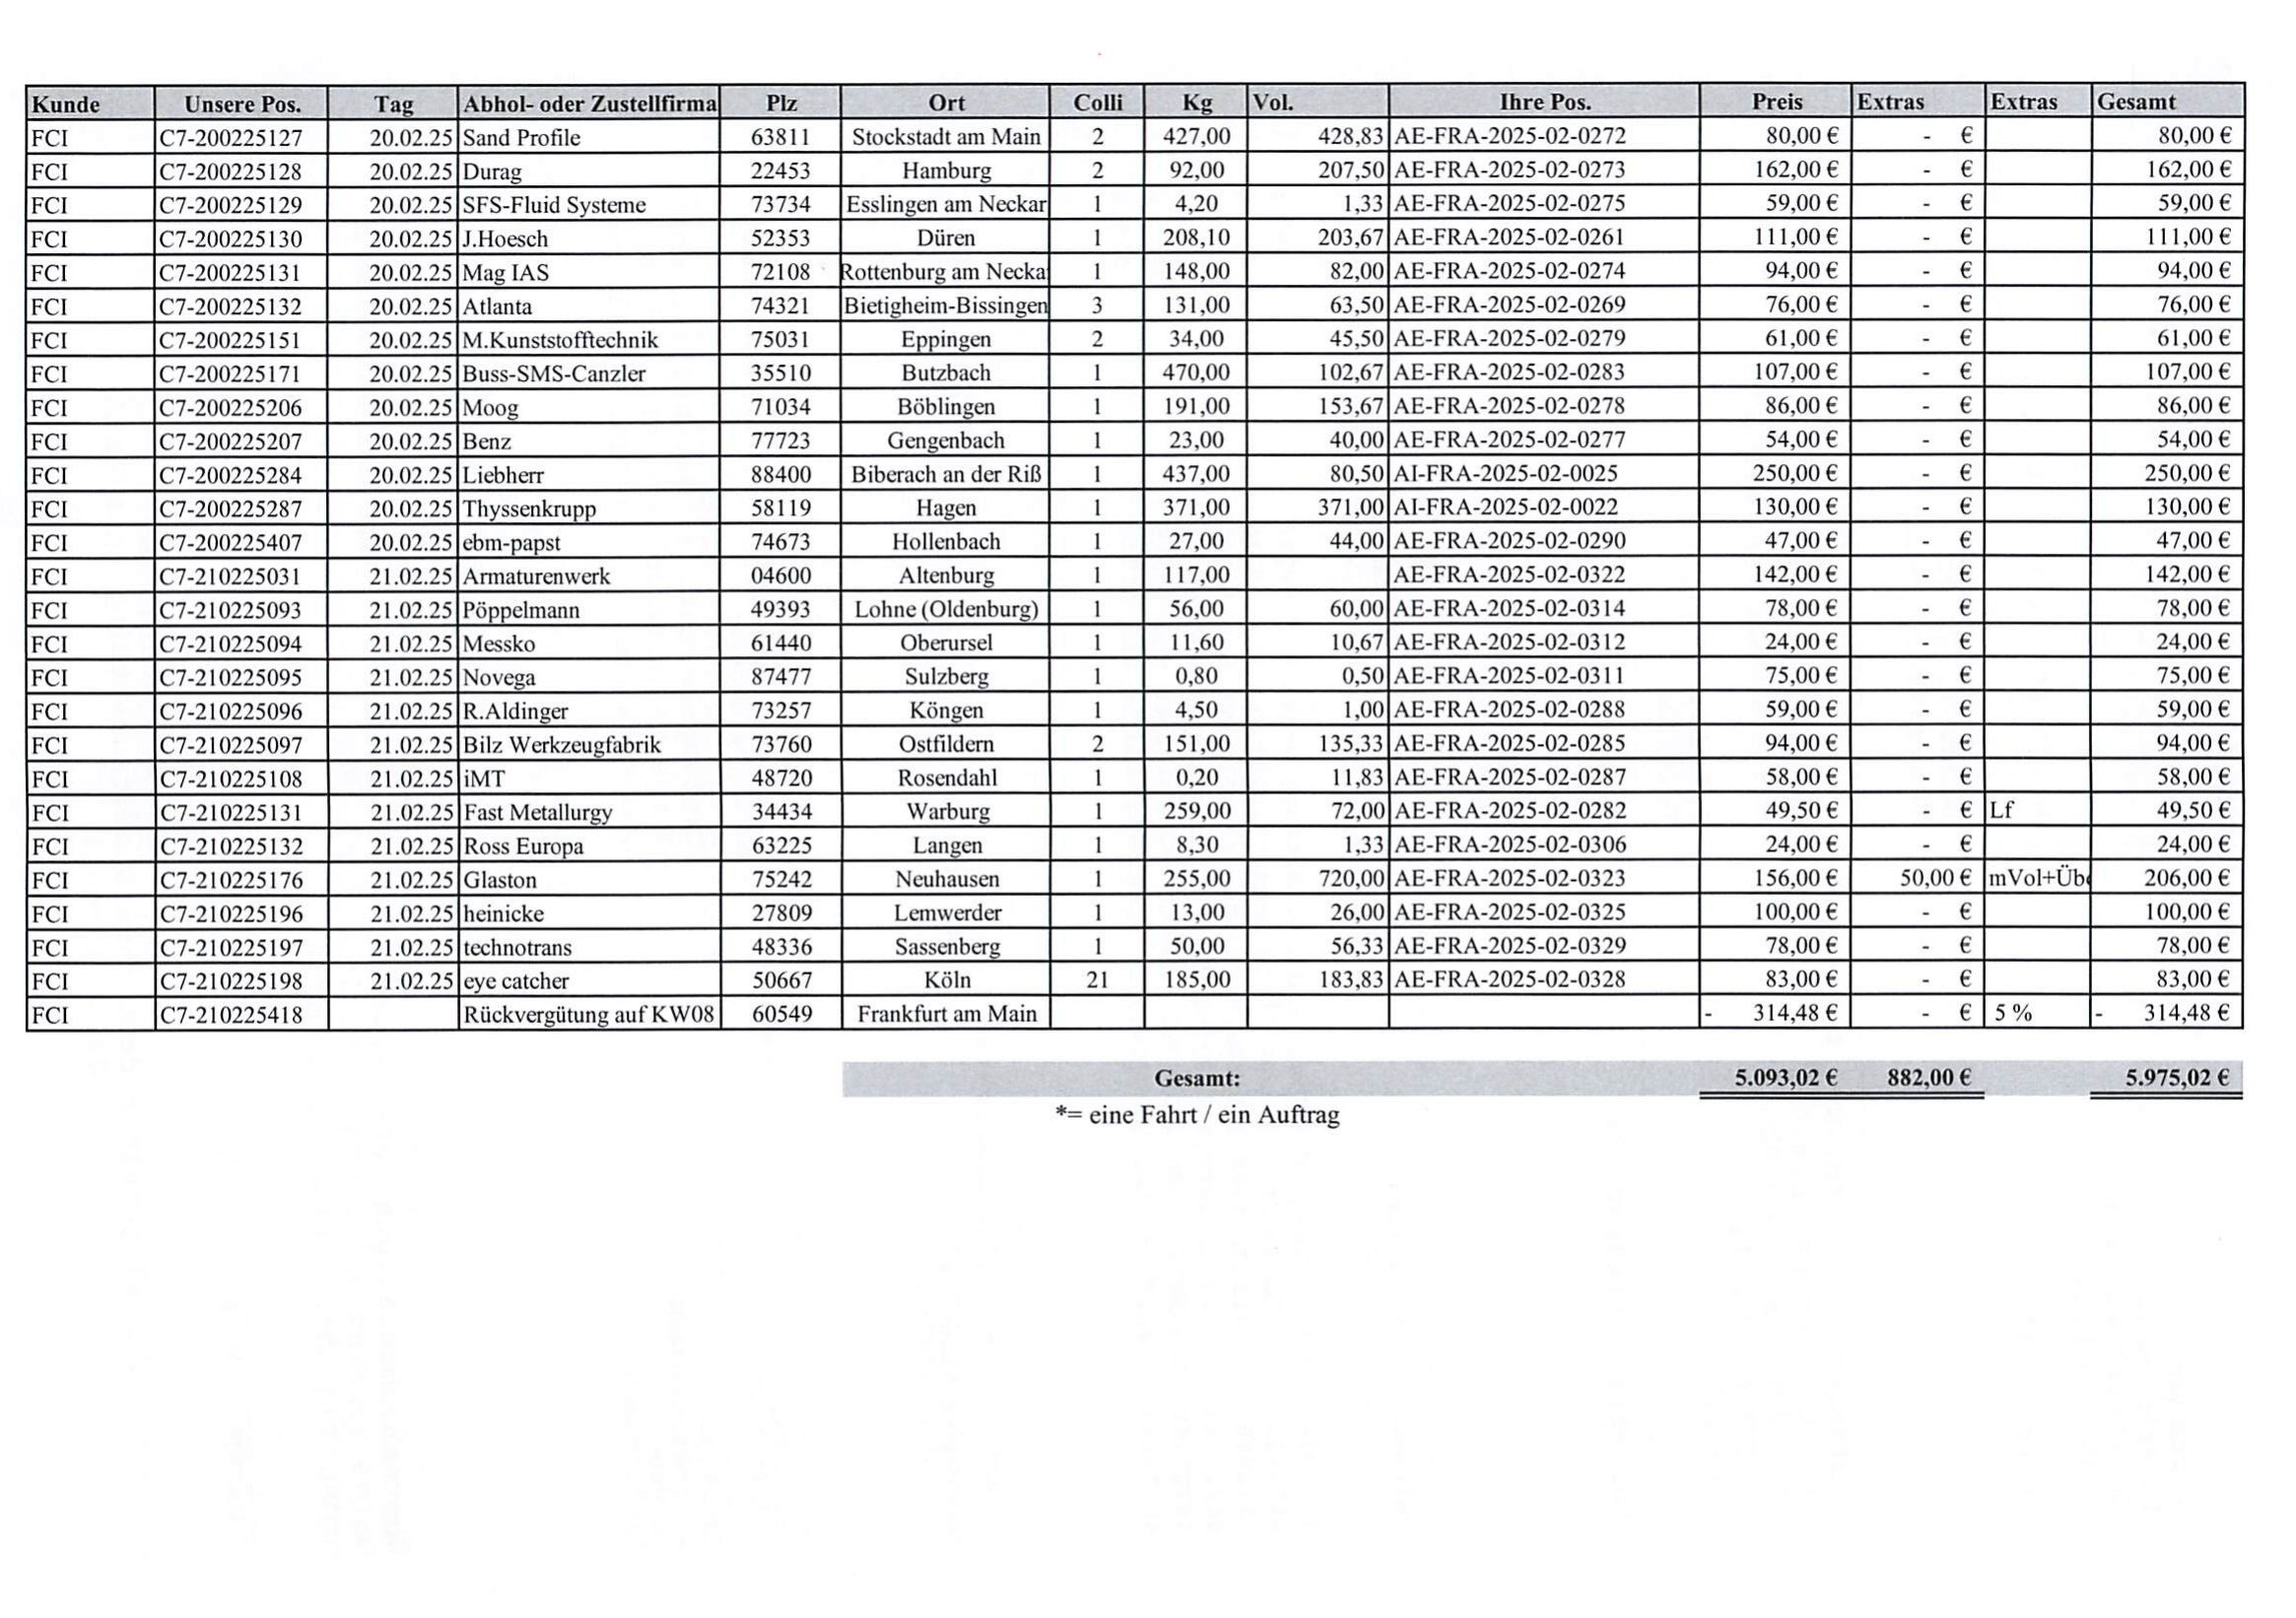 Kunde Unsere Pos. Tag Abhol- oder Zustellfirma Plz Ort Colli Kg Vol. Ihre Pos. Preis Extras Extras Gesamt
FCI C7-200225127 20.02.25 Sand Profile 63811 Stockstadt am Main 2 427,00 428,83 AE-FRA-2025-02-0272 80,00 € - € 80,00 €
FCI C7-200225128 20.02.25 Durag 22453 Hamburg 2 92,00 207,50 AE-FRA-2025-02-0273 162,00 € - € 162,00 €
FCI C7-200225129 20.02.25 SFS-Fluid Systeme 73734 Esslingen am Neckar 1 4,20 1,33 AE-FRA-2025-02-0275 59,00 € - € 59,00 €
FCI C7-200225130 20.02.25 J.Hoesch 52353 Düren 1 208,10 203,67 AE-FRA-2025-02-0261 111,00 € - € 111,00 €
FCI C7-200225131 20.02.25 Mag IAS 72108 Rottenburg am Necka 1 148,00 82,00 AE-FRA-2025-02-0274 94,00 € - € 94,00 €
FCI C7-200225132 20.02.25 Atlanta 74321 Bietigheim-Bissingen 3 131,00 63,50 AE-FRA-2025-02-0269 76,00 € - € 76,00 €
FCI C7-200225151 20.02.25 M.Kunststofftechnik 75031 Eppingen 2 34,00 45,50 AE-FRA-2025-02-0279 61,00 € - € 61,00 €
FCI C7-200225171 20.02.25 Buss-SMS-Canzler 35510 Butzbach 1 470,00 102,67 AE-FRA-2025-02-0283 107,00 € - € 107,00 €
FCI C7-200225206 20.02.25 Moog 71034 Böblingen 1 191,00 153,67 AE-FRA-2025-02-0278 86,00 € - € 86,00 €
FCI C7-200225207 20.02.25 Benz 77723 Gengenbach 1 23,00 40,00 AE-FRA-2025-02-0277 54,00 € - € 54,00 €
FCI C7-200225284 20.02.25 Liebherr 88400 Biberach an der Riß 1 437,00 80,50 AI-FRA-2025-02-0025 250,00 € - € 250,00 €
FCI C7-200225287 20.02.25 Thyssenkrupp 58119 Hagen 1 371,00 371,00 AI-FRA-2025-02-0022 130,00 € - € 130,00 €
FCI C7-200225407 20.02.25 ebm-papst 74673 Hollenbach 1 27,00 44,00 AE-FRA-2025-02-0290 47,00 € - € 47,00 €
FCI C7-210225031 21.02.25 Armaturenwerk 04600 Altenburg 1 117,00 AE-FRA-2025-02-0322 142,00 € - € 142,00 €
FCI C7-210225093 21.02.25 Pöppelmann 49393 Lohne (Oldenburg) 1 56,00 60,00 AE-FRA-2025-02-0314 78,00 € - € 78,00 €
FCI C7-210225094 21.02.25 Messko 61440 Oberursel 1 11,60 10,67 AE-FRA-2025-02-0312 24,00 € - € 24,00 €
FCI C7-210225095 21.02.25 Novega 87477 Sulzberg 1 0,80 0,50 AE-FRA-2025-02-0311 75,00 € - € 75,00 €
FCI C7-210225096 21.02.25 R.Aldinger 73257 Köngen 1 4,50 1,00 AE-FRA-2025-02-0288 59,00 € - € 59,00 €
FCI C7-210225097 21.02.25 Bilz Werkzeugfabrik 73760 Ostfildern 2 151,00 135,33 AE-FRA-2025-02-0285 94,00 € - € 94,00 €
FCI C7-210225108 21.02.25 iMT 48720 Rosendahl 1 0,20 11,83 AE-FRA-2025-02-0287 58,00 € - € 58,00 €
FCI C7-210225131 21.02.25 Fast Metallurgy 34434 Warburg 1 259,00 72,00 AE-FRA-2025-02-0282 49,50 € - € Lf 49,50 €
FCI C7-210225132 21.02.25 Ross Europa 63225 Langen 1 8,30 1,33 AE-FRA-2025-02-0306 24,00 € - € 24,00 €
FCI C7-210225176 21.02.25 Glaston 75242 Neuhausen 1 255,00 720,00 AE-FRA-2025-02-0323 156,00 € 50,00 € mVol+Üb 206,00 €
FCI C7-210225196 21.02.25 heinicke 27809 Lemwerder 1 13,00 26,00 AE-FRA-2025-02-0325 100,00 € - € 100,00 €
FCI C7-210225197 21.02.25 technotrans 48336 Sassenberg 1 50,00 56,33 AE-FRA-2025-02-0329 78,00 € - € 78,00 €
FCI C7-210225198 21.02.25 eye catcher 50667 Köln 21 185,00 183,83 AE-FRA-2025-02-0328 83,00 € - € 83,00 €
FCI C7-210225418 Rückvergütung auf KW08 60549 Frankfurt am Main - 314,48 € - € 5 % - 314,48 €
Gesamt: 5.093,02 € 882,00 € 5.975,02 €
*= eine Fahrt / ein Auftrag